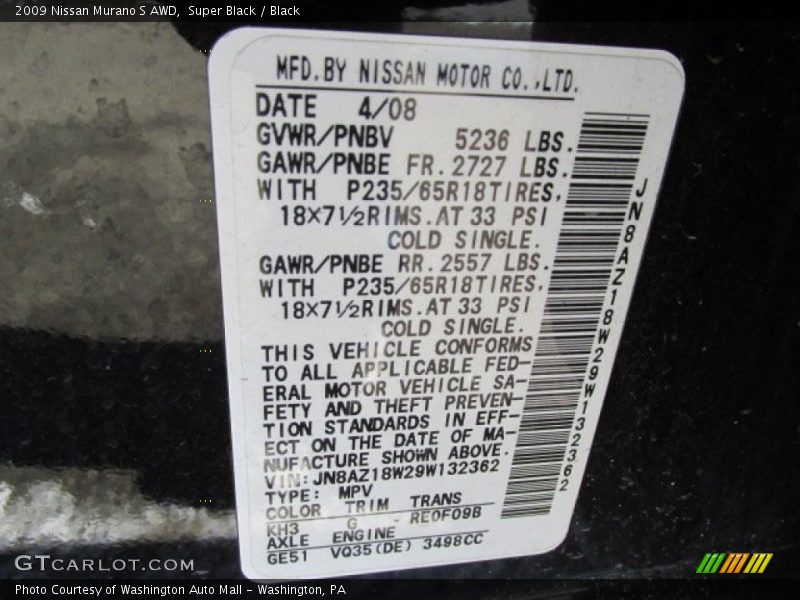 2009 Nissan Murano S AWD, Super Black / Black
MFD.BY NISSAN MOTOR CO.,LTD.
DATE 4/08
GVWR/PNBV 5236 LBS.
GAWR/PNBE FR. 2727 LBS.
WITH P235/65R18TIRES,
18×7½RIMS.AT 33 PSI
COLD SINGLE.
GAWR/PNBE RR. 2557 LBS.
WITH P235/65R18TIRES,
18×7½RIMS.AT 33 PSI
COLD SINGLE.
THIS VEHICLE CONFORMS
TO ALL APPLICABLE FED-
ERAL MOTOR VEHICLE SA-
FETY AND THEFT PREVEN-
TION STANDARDS IN EFF-
ECT ON THE DATE OF MA-
NUFACTURE SHOWN ABOVE.
VIN:JN8AZ18W29W132362
TYPE: MPV
COLOR TRIM TRANS
KH3 G - RE0F09B
AXLE ENGINE
GE51 VQ35(DE) 3498CC
JN8AZ18W29W132362
GTCARLOT.COM
Photo Courtesy of Washington Auto Mall - Washington, PA